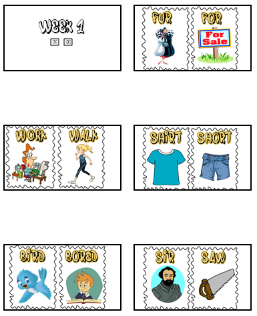 WEEK 1
FUR FOR
For
Sale
WORK WALK
SHIRT SHORT
BIRD BORED
SIR SAW